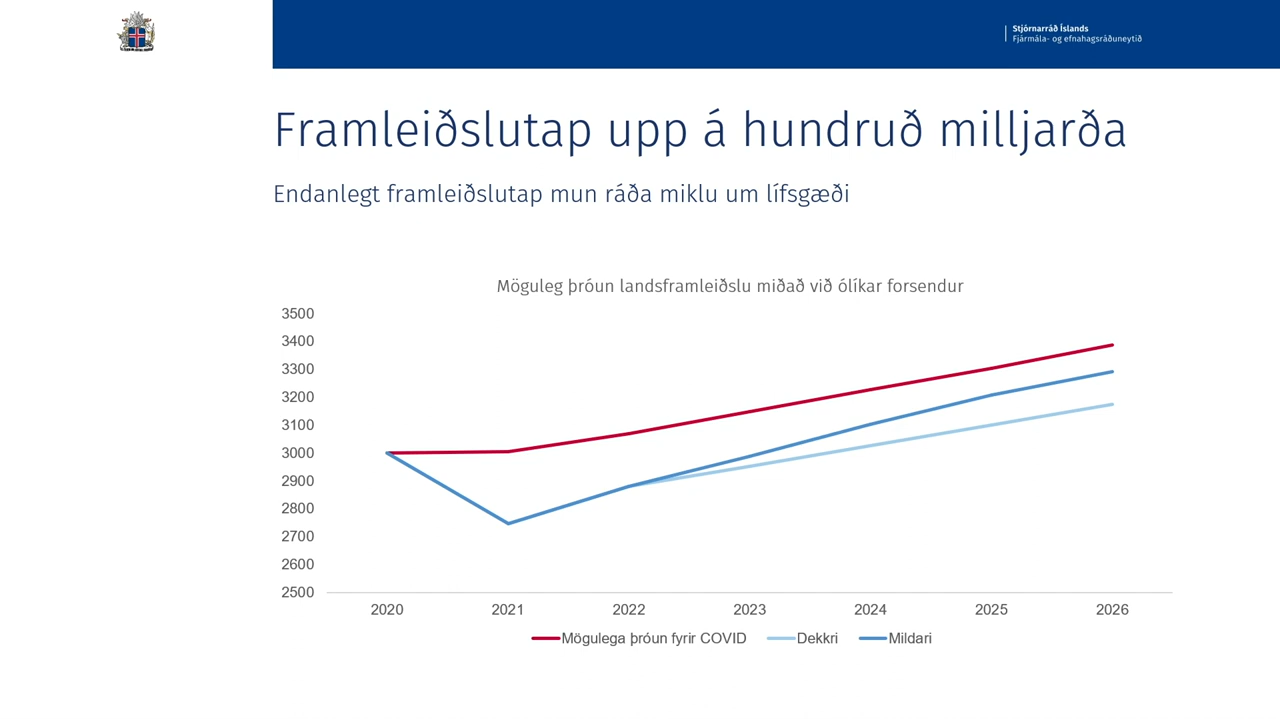 Stjórnarráð Íslands
Fjármála- og efnahagsráðuneytið
Framleiðslutap upp á hundruð milljarða
Endanlegt framleiðslutap mun ráða miklu um lífsgæði
Möguleg þróun landsframleiðslu miðað við ólíkar forsendur
3500
3400
3300
3200
3100
3000
2900
2800
2700
2600
2500
2020 2021 2022 2023 2024 2025 2026
Mögulega þróun fyrir COVID Dekkri Mildari